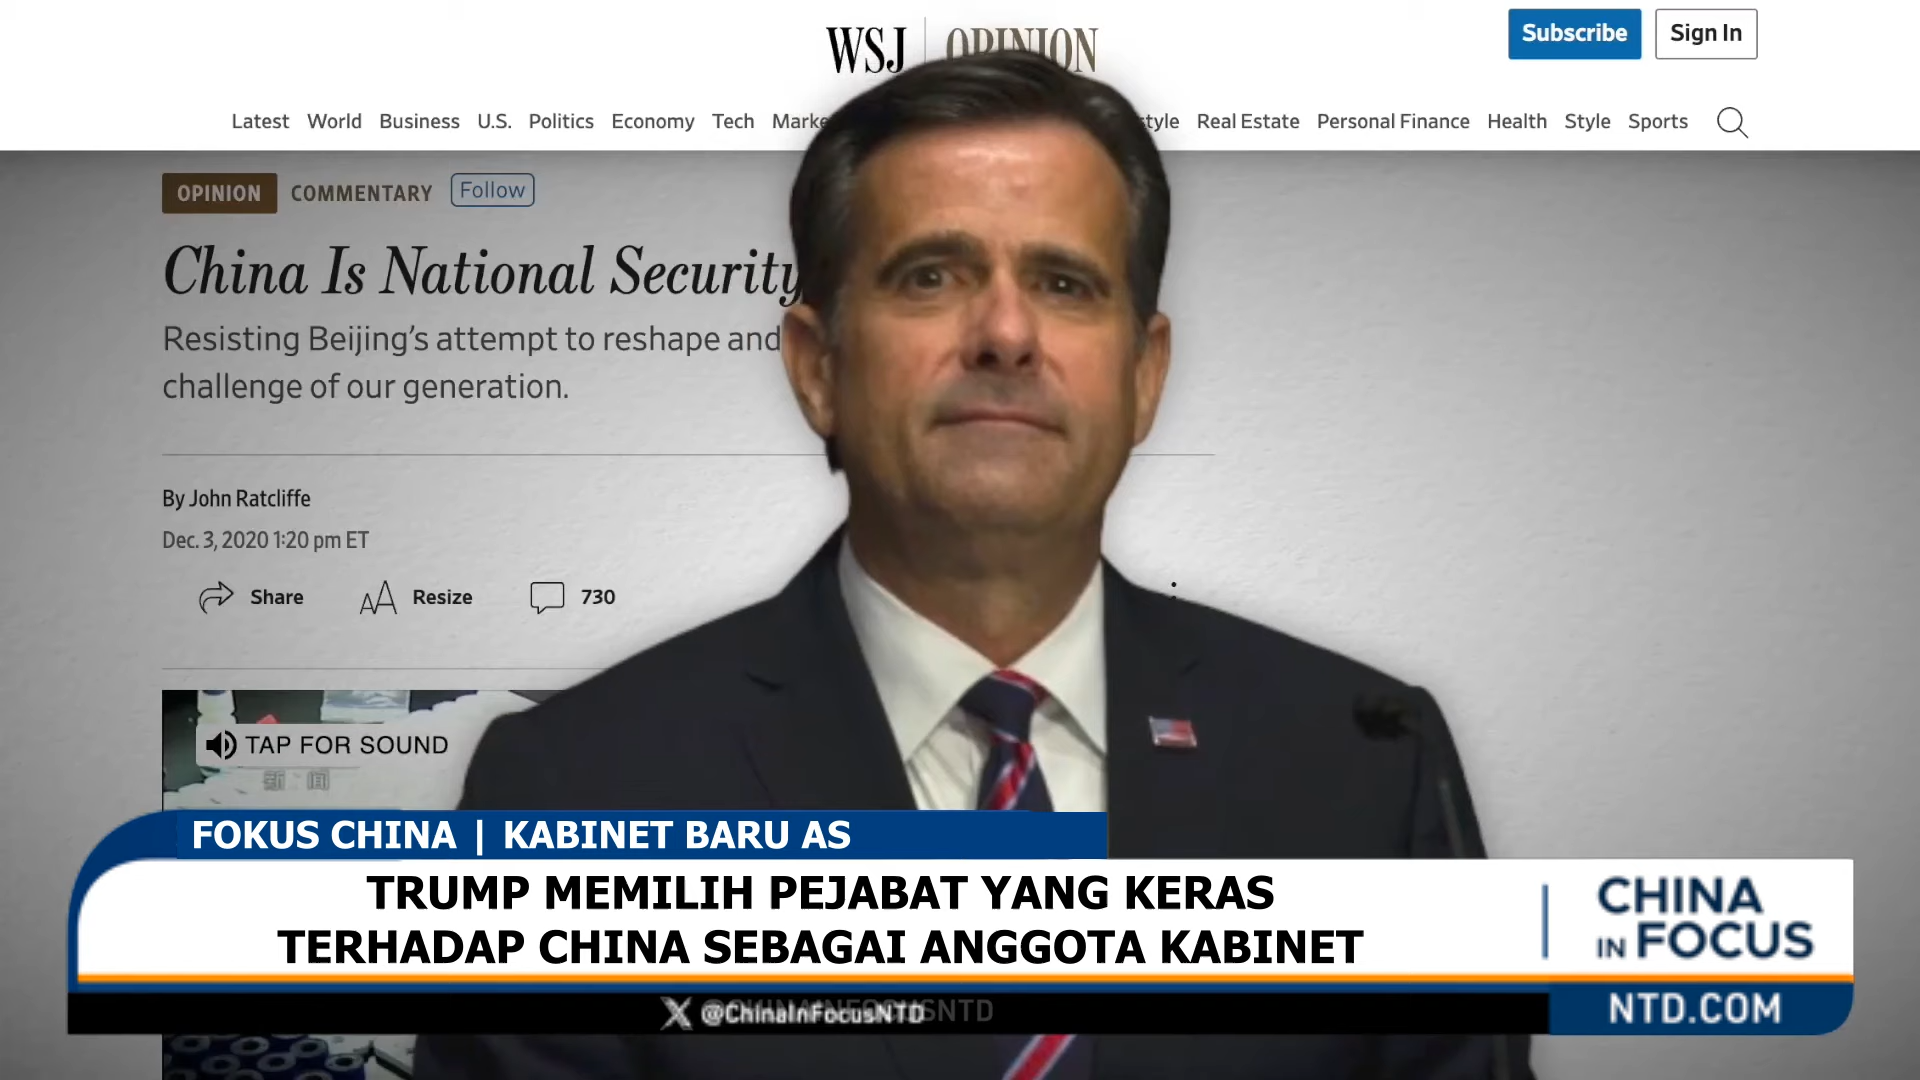 WSJ OPINION
Subscribe
Sign In
Latest World Business U.S. Politics Economy Tech Real Estate Personal Finance Health Style Sports
OPINION COMMENTARY Follow
China Is National Security
Resisting Beijing's attempt to reshape and
challenge of our generation.
By John Ratcliffe
Dec. 3, 2020 1:20 pm ET
Share Resize 730
TAP FOR SOUND
新闻
FOKUS CHINA | KABINET BARU AS
TRUMP MEMILIH PEJABAT YANG KERAS
TERHADAP CHINA SEBAGAI ANGGOTA KABINET
CHINA
IN FOCUS
@ChinaInFocusNTD
NTD.COM